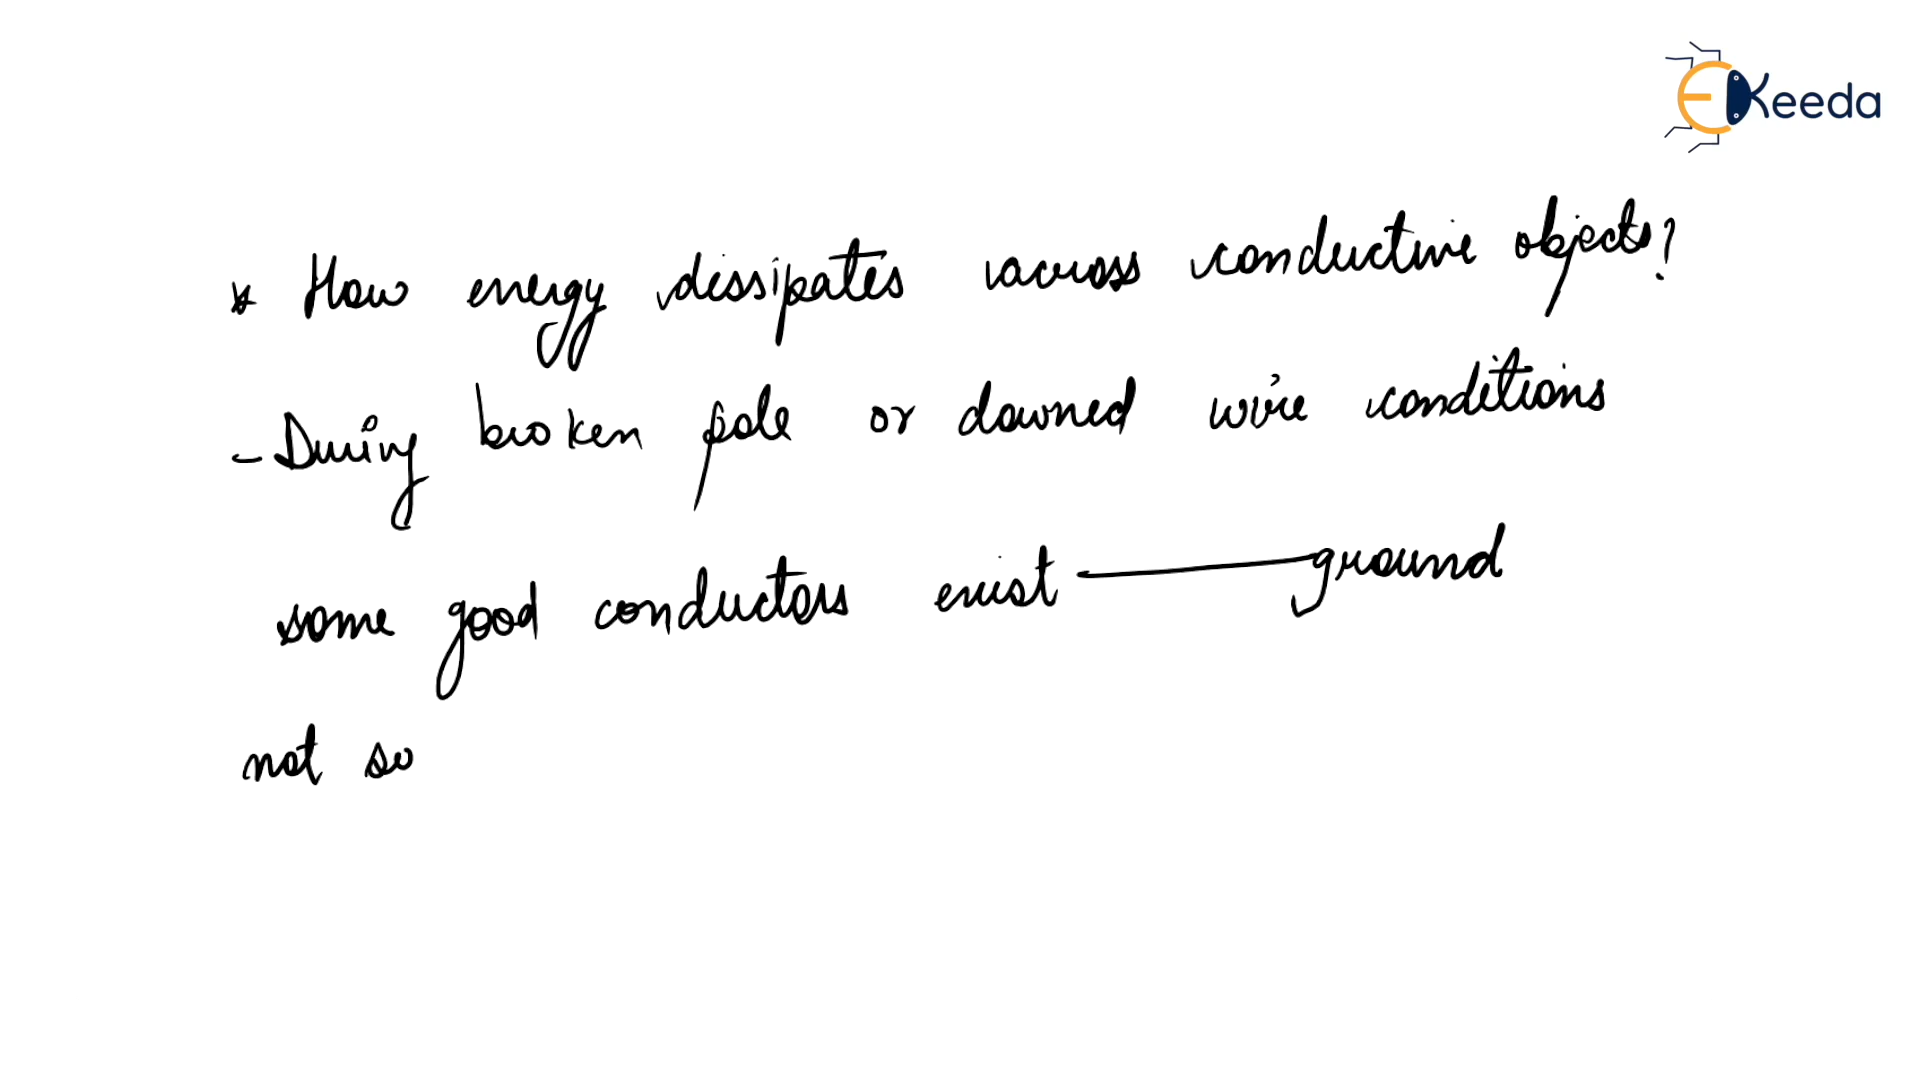 EKeeda
* How energy dissipates across conductive objects?
- During broken pole or downed wire conditions
some good conductors exist — ground
not so